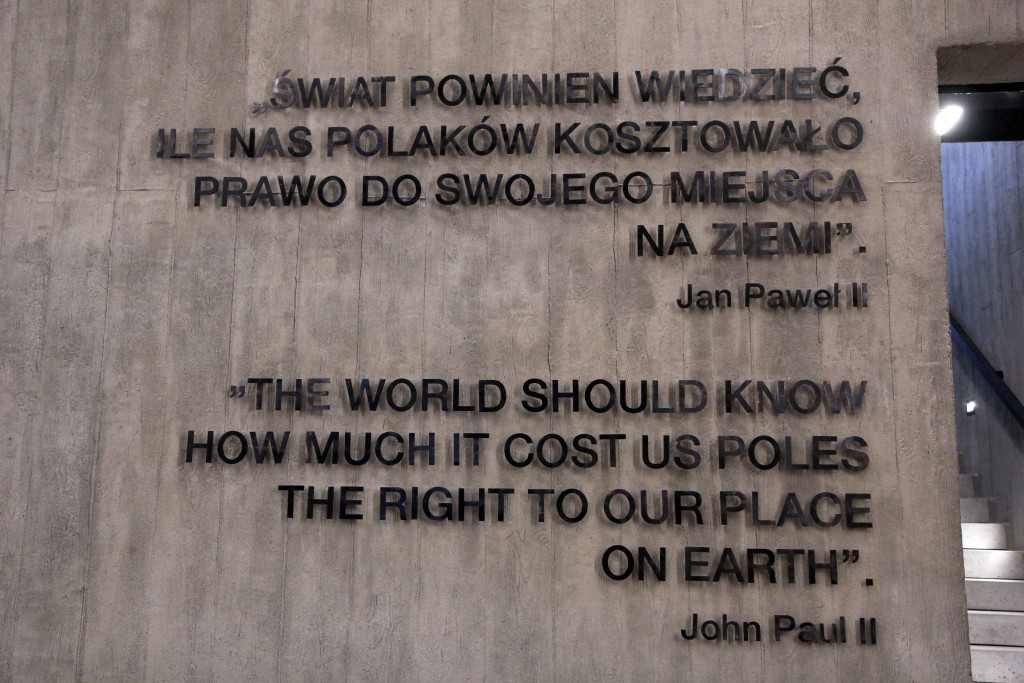 „ŚWIAT POWINIEN WIEDZIEĆ,
ILE NAS POLAKÓW KOSZTOWAŁO
PRAWO DO SWOJEGO MIEJSCA
NA ZIEMI”.
Jan Paweł II
”THE WORLD SHOULD KNOW
HOW MUCH IT COST US POLES
THE RIGHT TO OUR PLACE
ON EARTH”.
John Paul II